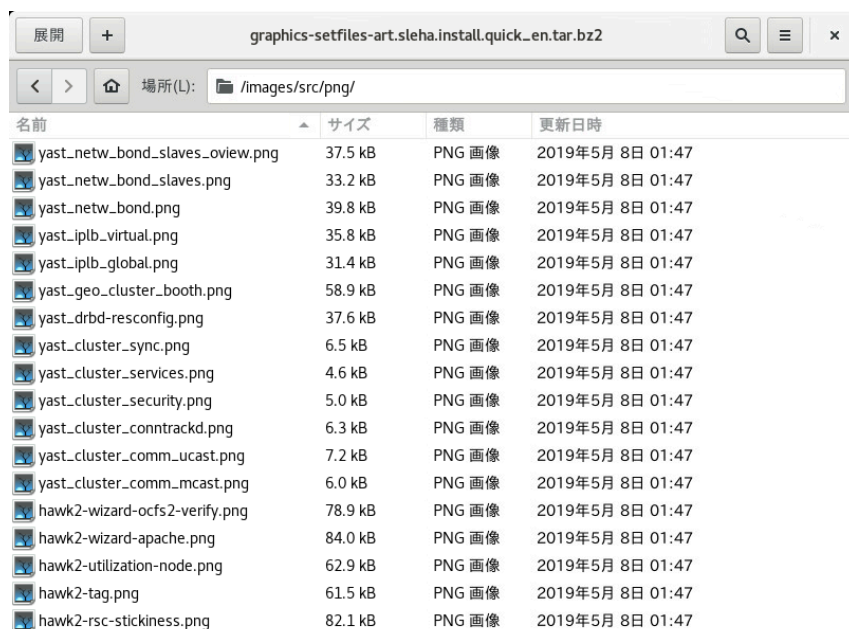 展開 + graphics-setfiles-art.sleha.install.quick_en.tar.bz2
場所(L): /images/src/png/
名前 サイズ 種類 更新日時
yast_netw_bond_slaves_oview.png 37.5 kB PNG 画像 2019年5月 8日 01:47
yast_netw_bond_slaves.png 33.2 kB PNG 画像 2019年5月 8日 01:47
yast_netw_bond.png 39.8 kB PNG 画像 2019年5月 8日 01:47
yast_iplb_virtual.png 35.8 kB PNG 画像 2019年5月 8日 01:47
yast_iplb_global.png 31.4 kB PNG 画像 2019年5月 8日 01:47
yast_geo_cluster_booth.png 58.9 kB PNG 画像 2019年5月 8日 01:47
yast_drbd-resconfig.png 37.6 kB PNG 画像 2019年5月 8日 01:47
yast_cluster_sync.png 6.5 kB PNG 画像 2019年5月 8日 01:47
yast_cluster_services.png 4.6 kB PNG 画像 2019年5月 8日 01:47
yast_cluster_security.png 5.0 kB PNG 画像 2019年5月 8日 01:47
yast_cluster_conntrackd.png 6.3 kB PNG 画像 2019年5月 8日 01:47
yast_cluster_comm_ucast.png 7.2 kB PNG 画像 2019年5月 8日 01:47
yast_cluster_comm_mcast.png 6.0 kB PNG 画像 2019年5月 8日 01:47
hawk2-wizard-ocfs2-verify.png 78.9 kB PNG 画像 2019年5月 8日 01:47
hawk2-wizard-apache.png 84.0 kB PNG 画像 2019年5月 8日 01:47
hawk2-utilization-node.png 62.9 kB PNG 画像 2019年5月 8日 01:47
hawk2-tag.png 61.5 kB PNG 画像 2019年5月 8日 01:47
hawk2-rsc-stickiness.png 82.1 kB PNG 画像 2019年5月 8日 01:47